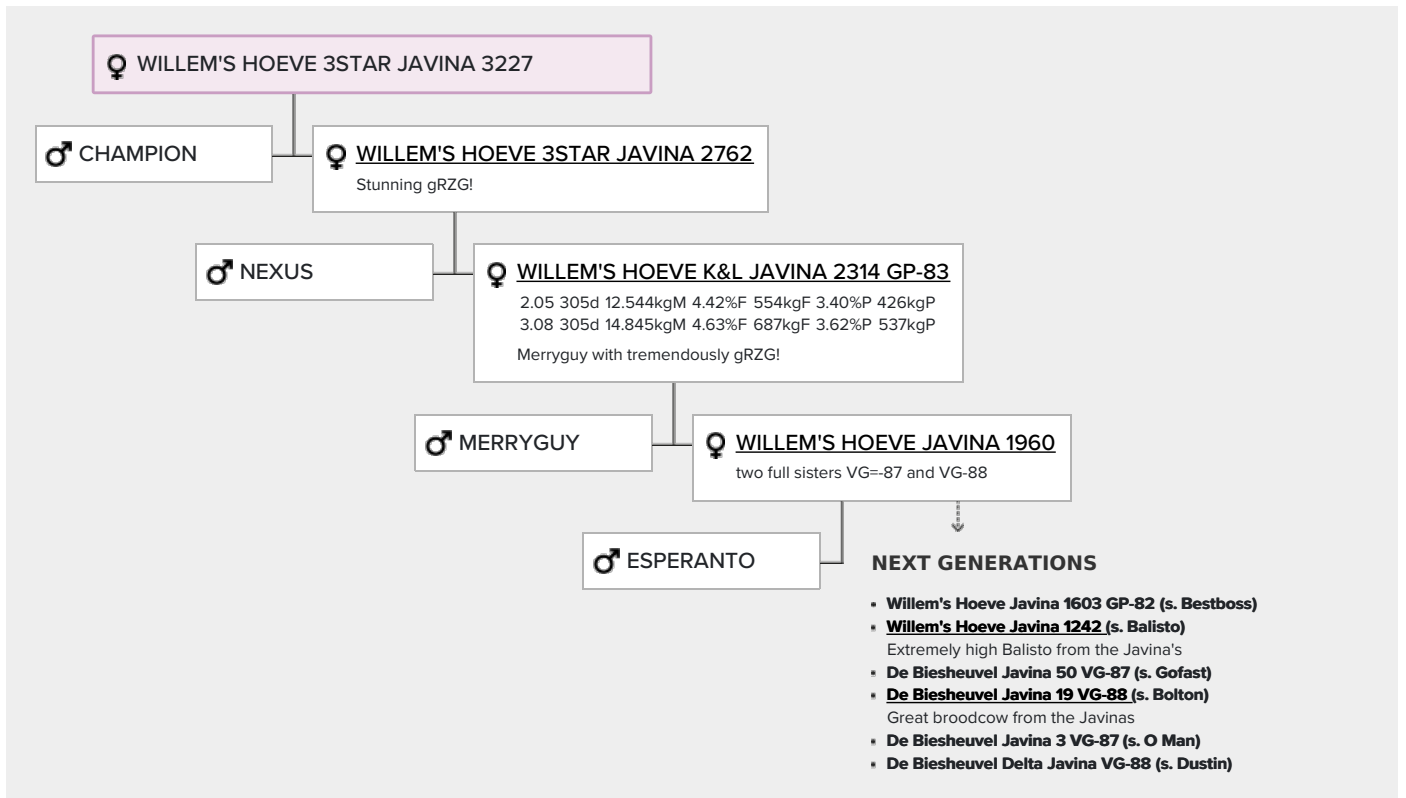 WILLEM'S HOEVE 3STAR JAVINA 3227
CHAMPION
WILLEM'S HOEVE 3STAR JAVINA 2762
Stunning gRZG!
NEXUS
WILLEM'S HOEVE K&L JAVINA 2314 GP-83
2.05 305d 12.544kgM 4.42%F 554kgF 3.40%P 426kgP
3.08 305d 14.845kgM 4.63%F 687kgF 3.62%P 537kgP
Merryguy with tremendously gRZG!
MERRYGUY
WILLEM'S HOEVE JAVINA 1960
two full sisters VG=-87 and VG-88
ESPERANTO
NEXT GENERATIONS
▪ Willem's Hoeve Javina 1603 GP-82 (s. Bestboss)
▪ Willem's Hoeve Javina 1242 (s. Balisto)
Extremely high Balisto from the Javina's
▪ De Biesheuvel Javina 50 VG-87 (s. Gofast)
▪ De Biesheuvel Javina 19 VG-88 (s. Bolton)
Great broodcow from the Javinas
▪ De Biesheuvel Javina 3 VG-87 (s. O Man)
▪ De Biesheuvel Delta Javina VG-88 (s. Dustin)